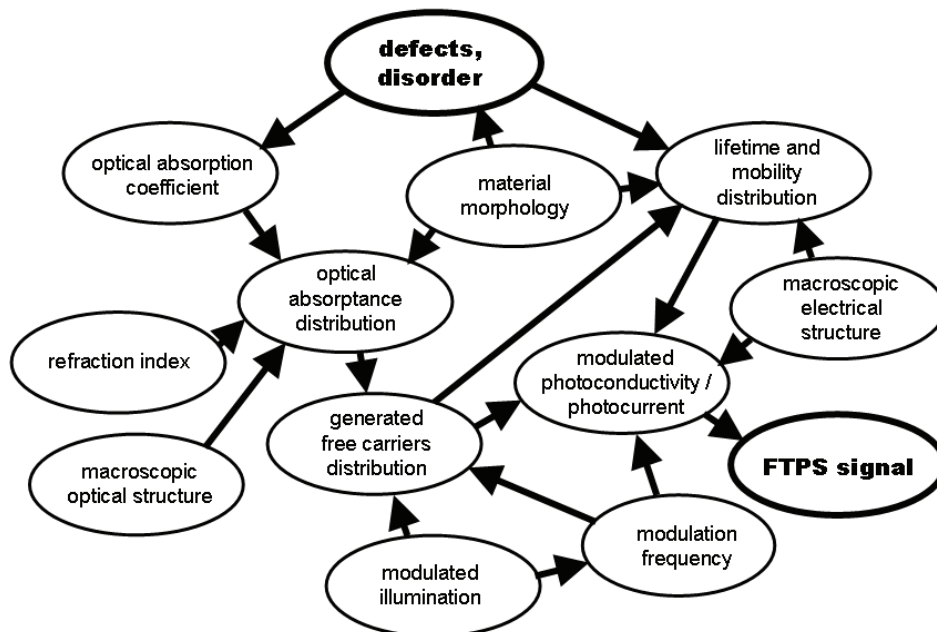 defects,
disorder
optical absorption
coefficient
material
morphology
lifetime and
mobility
distribution
optical
absorptance
distribution
macroscopic
electrical
structure
refraction index
modulated
photoconductivity /
photocurrent
generated
free carriers
distribution
macroscopic
optical structure
FTPS signal
modulation
frequency
modulated
illumination